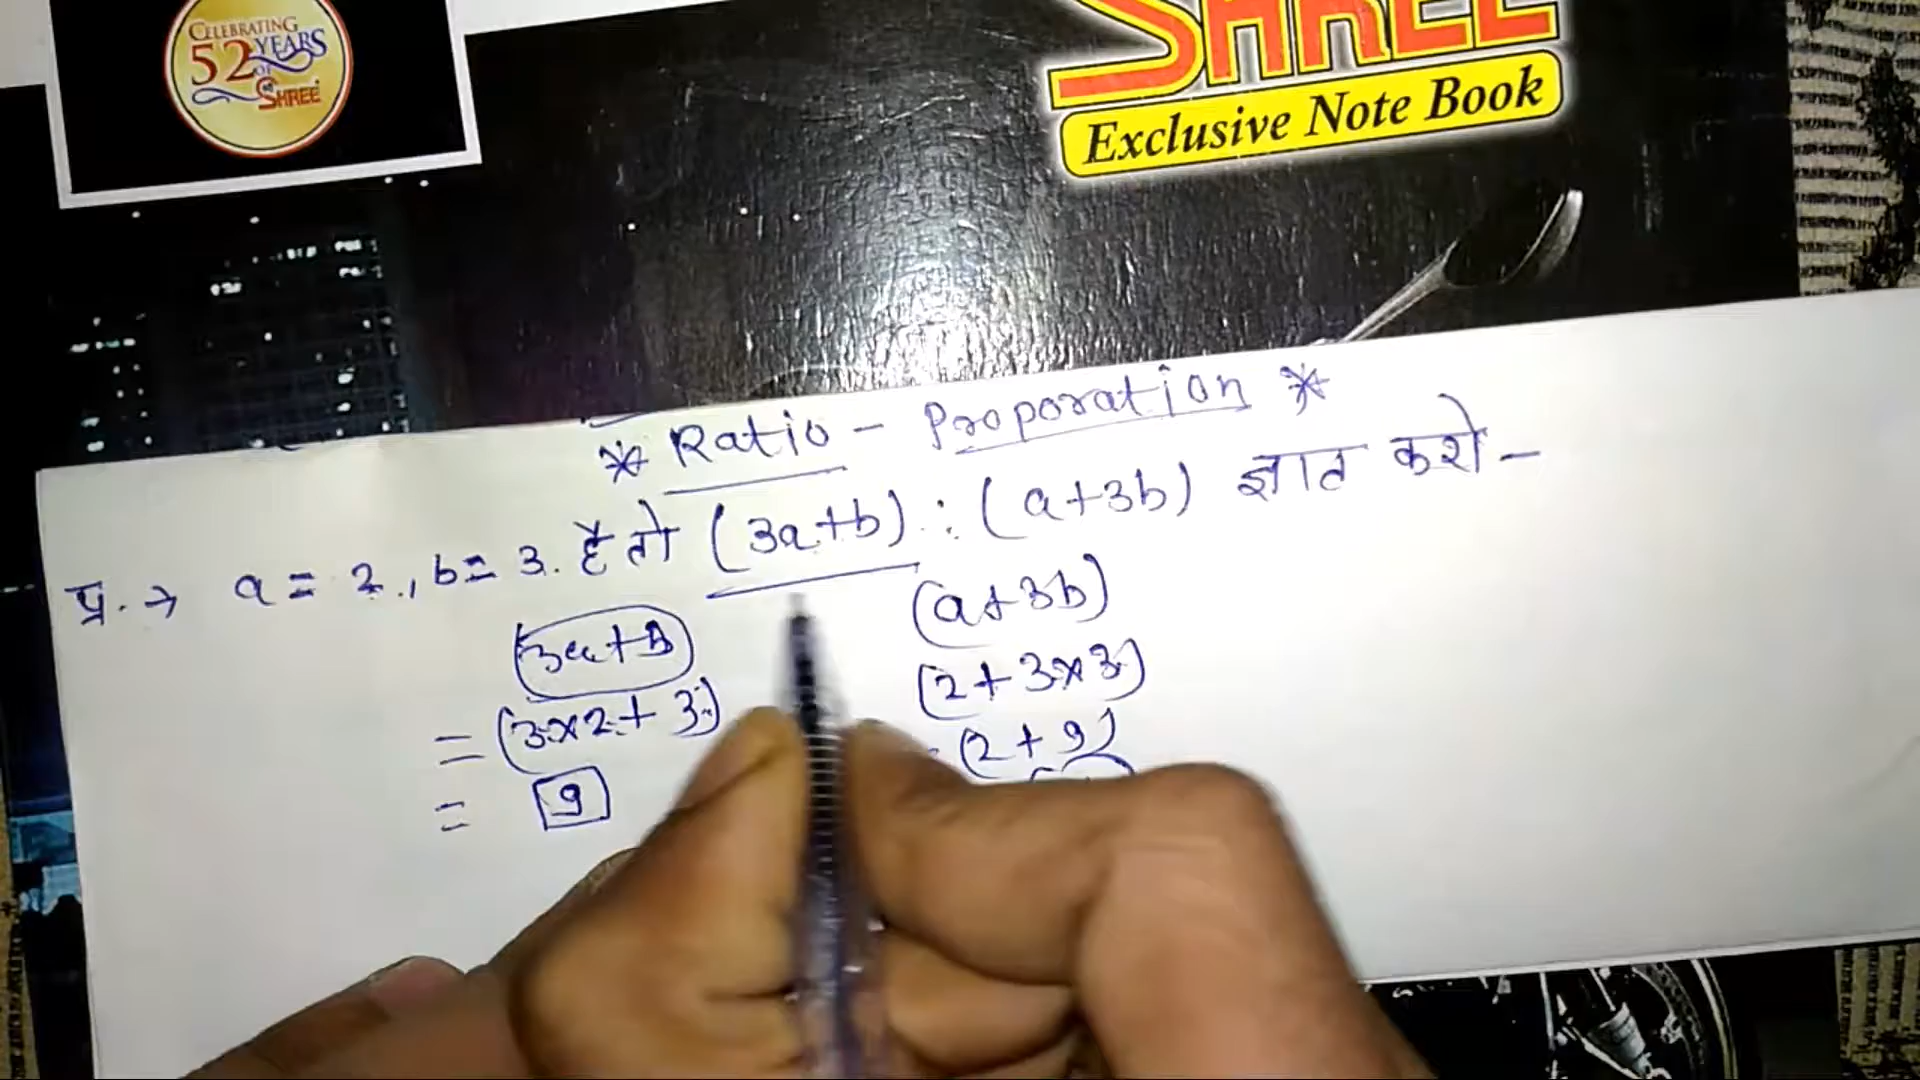 CELEBRATING
52 YEARS
OF
SHREE
SHREE
Exclusive Note Book
* Ratio - Proporation *
प्र. → a = 2., b = 3. है तो (3a+b) : (a+3b) ज्ञात करो -
(3a+b)
(a+3b)
= (3×2+3)
(2+3×3)
= 9
(2+9)